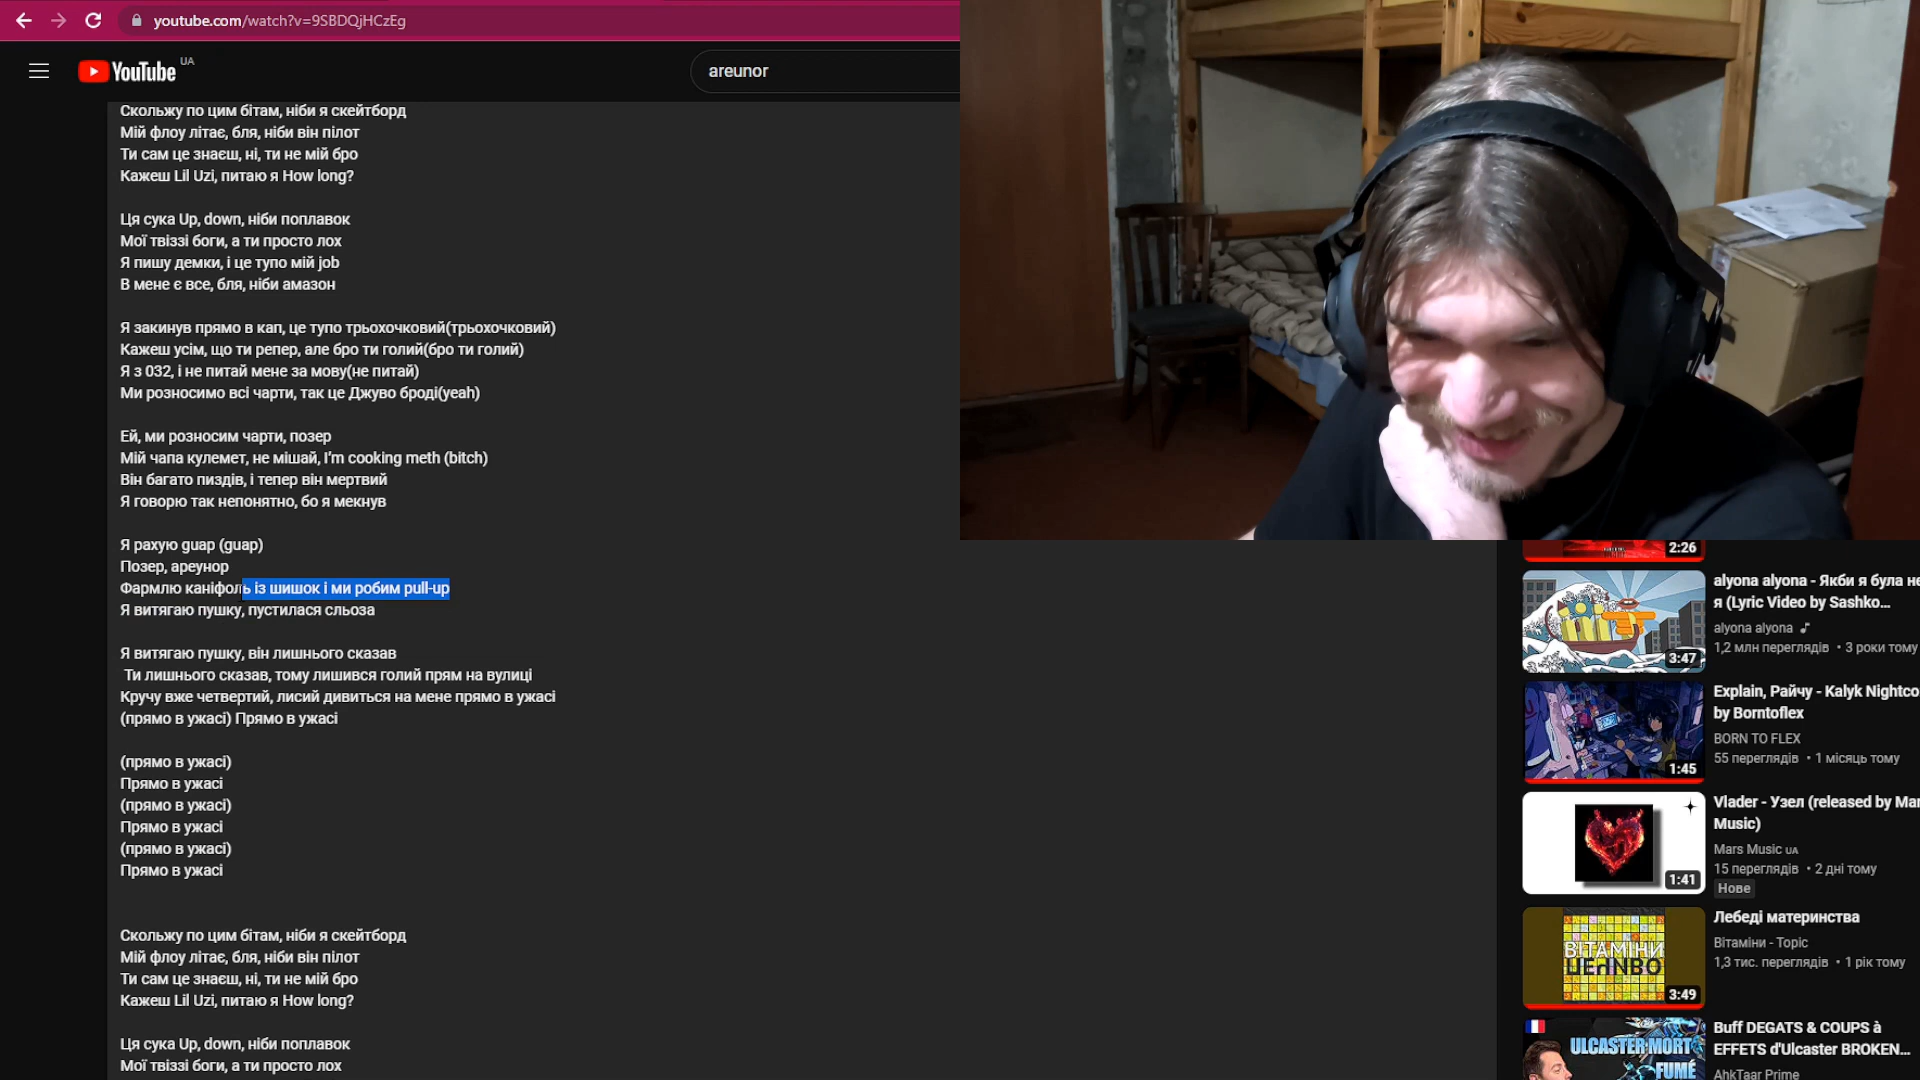 youtube.com/watch?v=9SBDQjHCzEg
YouTube UA
areunor
Скольжу по цим бітам, ніби я скейтборд
Мій флоу літає, бля, ніби він пілот
Ти сам це знаєш, ні, ти не мій бро
Кажеш Lil Uzi, питаю я How long?
Ця сука Up, down, ніби поплавок
Мої твіззі боги, а ти просто лох
Я пишу демки, і це тупо мій job
В мене є все, бля, ніби амазон
Я закинув прямо в кап, це тупо трьохочковий(трьохочковий)
Кажеш усім, що ти репер, але бро ти голий(бро ти голий)
Я з 032, і не питай мене за мову(не питай)
Ми розносимо всі чарти, так це Джуво броді(yeah)
Ей, ми розносим чарти, позер
Мій чапа кулемет, не мішай, I'm cooking meth (bitch)
Він багато пиздів, і тепер він мертвий
Я говорю так непонятно, бо я мекнув
Я рахую guap (guap)
Позер, ареунор
Фармлю каніфоль із шишок і ми робим pull-up
Я витягаю пушку, пустилася сльоза
Я витягаю пушку, він лишнього сказав
Ти лишнього сказав, тому лишився голий прям на вулиці
Кручу вже четвертий, лисий дивиться на мене прямо в ужасі
(прямо в ужасі) Прямо в ужасі
(прямо в ужасі)
Прямо в ужасі
(прямо в ужасі)
Прямо в ужасі
(прямо в ужасі)
Прямо в ужасі
Скольжу по цим бітам, ніби я скейтборд
Мій флоу літає, бля, ніби він пілот
Ти сам це знаєш, ні, ти не мій бро
Кажеш Lil Uzi, питаю я How long?
Ця сука Up, down, ніби поплавок
Мої твіззі боги, а ти просто лох
2:26
alyona alyona - Якби я була не
я (Lyric Video by Sashko...
alyona alyona
1,2 млн переглядів • 3 роки тому
3:47
Explain, Райчу - Kalyk Nightco
by Borntoflex
BORN TO FLEX
55 переглядів • 1 місяць тому
1:45
Vlader - Узел (released by Mar
Music)
Mars Music UA
15 переглядів • 2 дні тому
Нове
1:41
Лебеді материнства
Вітаміни - Topic
1,3 тис. переглядів • 1 рік тому
ВІТАМІНИ
3:49
Buff DEGATS & COUPS à
EFFETS d'Ulcaster BROKEN...
AhkTaar Prime
ULCASTER MORT
FUMÉ